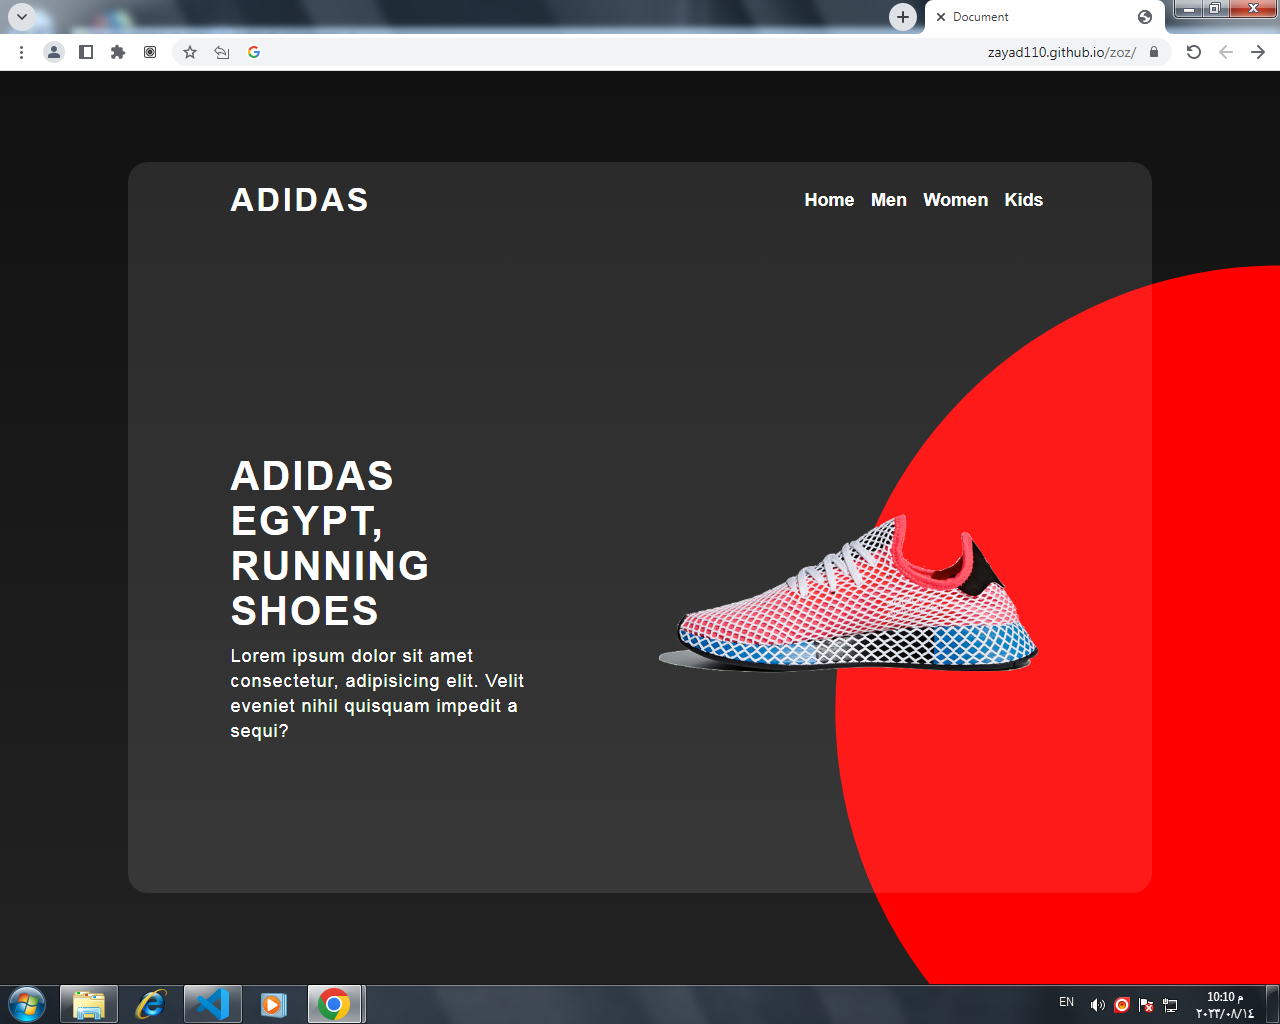 Document
zayad110.github.io/zoz/
ADIDAS
Home Men Women Kids
ADIDAS
EGYPT,
RUNNING
SHOES
Lorem ipsum dolor sit amet
consectetur, adipisicing elit. Velit
eveniet nihil quisquam impedit a
sequi?
EN
10:10 م
٢٠٢٣/٠٨/١٤